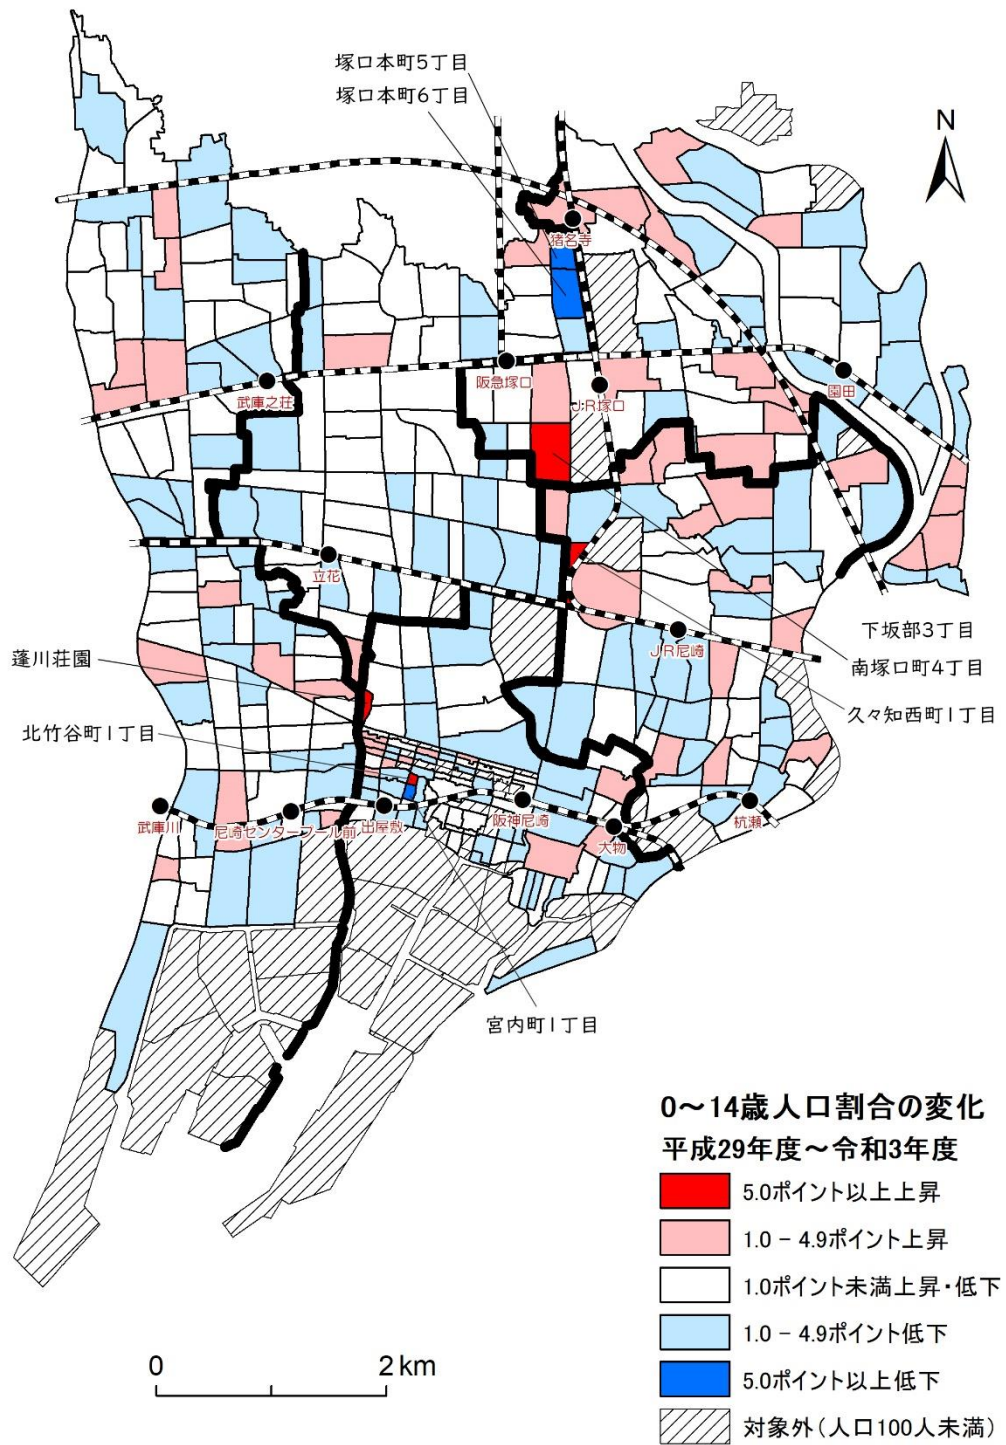 塚口本町5丁目
塚口本町6丁目
N
猪名寺
阪急塚口
JR塚口
武庫之荘
園田
立花
JR尼崎
下坂部3丁目
南塚口町4丁目
久々知西町1丁目
蓬川荘園
北竹谷町1丁目
武庫川
尼崎センタープール前
出屋敷
阪神尼崎
大物
杭瀬
宮内町1丁目
0～14歳人口割合の変化
平成29年度～令和3年度
5.0ポイント以上上昇
1.0 - 4.9ポイント上昇
1.0ポイント未満上昇・低下
1.0 - 4.9ポイント低下
5.0ポイント以上低下
対象外(人口100人未満)
0 2 km